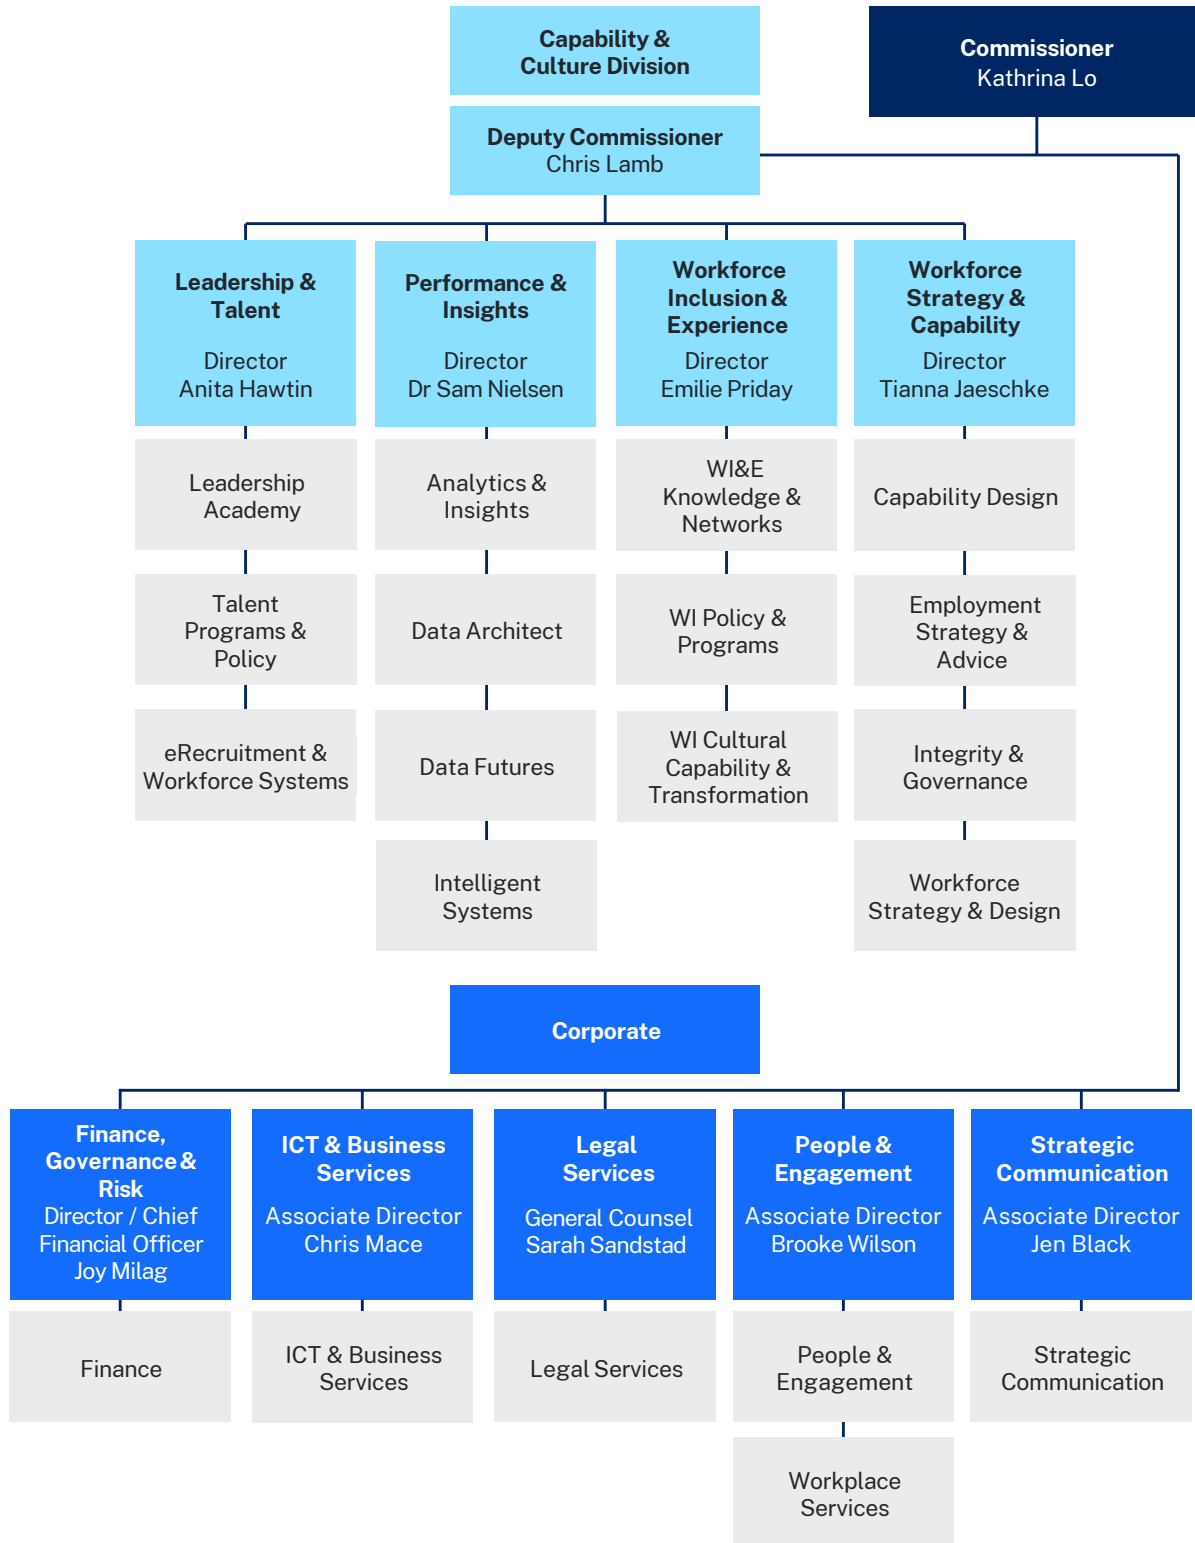 Capability &
Culture Division
Commissioner
Kathrina Lo
Deputy Commissioner
Chris Lamb
Leadership &
Talent
Director
Anita Hawtin
Performance &
Insights
Director
Dr Sam Nielsen
Workforce
Inclusion &
Experience
Director
Emilie Priday
Workforce
Strategy &
Capability
Director
Tianna Jaeschke
Leadership
Academy
Analytics &
Insights
WI&E
Knowledge &
Networks
Capability Design
Talent
Programs &
Policy
Data Architect
WI Policy &
Programs
Employment
Strategy &
Advice
eRecruitment &
Workforce Systems
Data Futures
WI Cultural
Capability &
Transformation
Integrity &
Governance
Intelligent
Systems
Workforce
Strategy & Design
Corporate
Finance,
Governance &
Risk
Director / Chief
Financial Officer
Joy Milag
ICT & Business
Services
Associate Director
Chris Mace
Legal
Services
General Counsel
Sarah Sandstad
People &
Engagement
Associate Director
Brooke Wilson
Strategic
Communication
Associate Director
Jen Black
Finance
ICT & Business
Services
Legal Services
People &
Engagement
Strategic
Communication
Workplace
Services